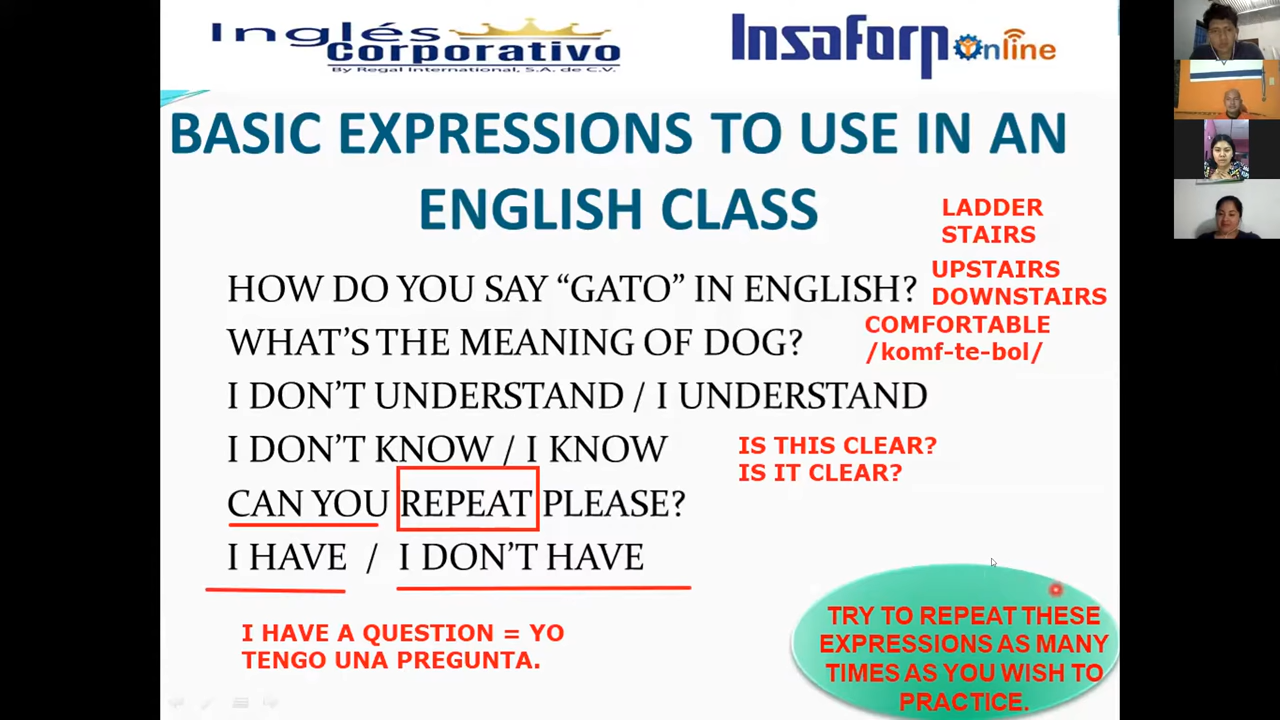 Inglés
Corporativo
By Regal International, S.A. de C.V.
Insaforp Online
BASIC EXPRESSIONS TO USE IN AN
ENGLISH CLASS
LADDER
STAIRS
UPSTAIRS
DOWNSTAIRS
HOW DO YOU SAY “GATO” IN ENGLISH?
COMFORTABLE
/komf-te-bol/
WHAT’S THE MEANING OF DOG?
I DON’T UNDERSTAND / I UNDERSTAND
I DON’T KNOW / I KNOW
IS THIS CLEAR?
IS IT CLEAR?
CAN YOU REPEAT PLEASE?
I HAVE / I DON’T HAVE
I HAVE A QUESTION = YO
TENGO UNA PREGUNTA.
TRY TO REPEAT THESE
EXPRESSIONS AS MANY
TIMES AS YOU WISH TO
PRACTICE.